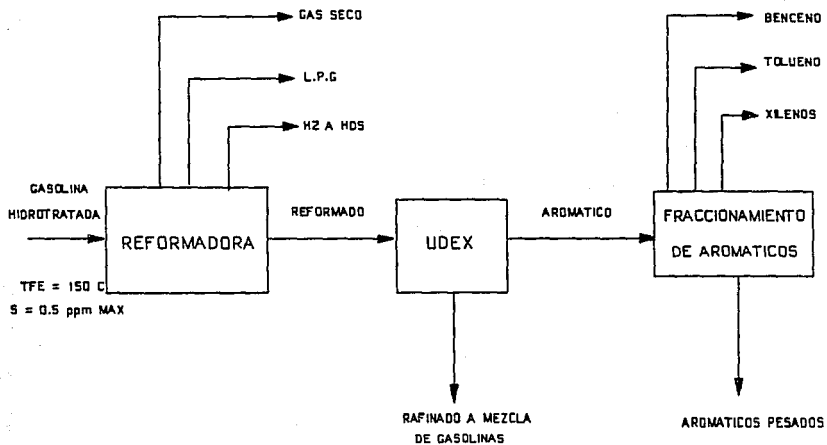 GAS SECO
L.P.G
H2 A HDS
BENCENO
TOLUENO
XILENOS
GASOLINA
HIDROTRATADA
REFORMADORA
TFE = 150 C
S = 0.5 ppm MAX
REFORMADO
UDEX
AROMATICO
FRACCIONAMIENTO
DE AROMATICOS
RAFINADO A MEZCLA
DE GASOLINAS
AROMATICOS PESADOS